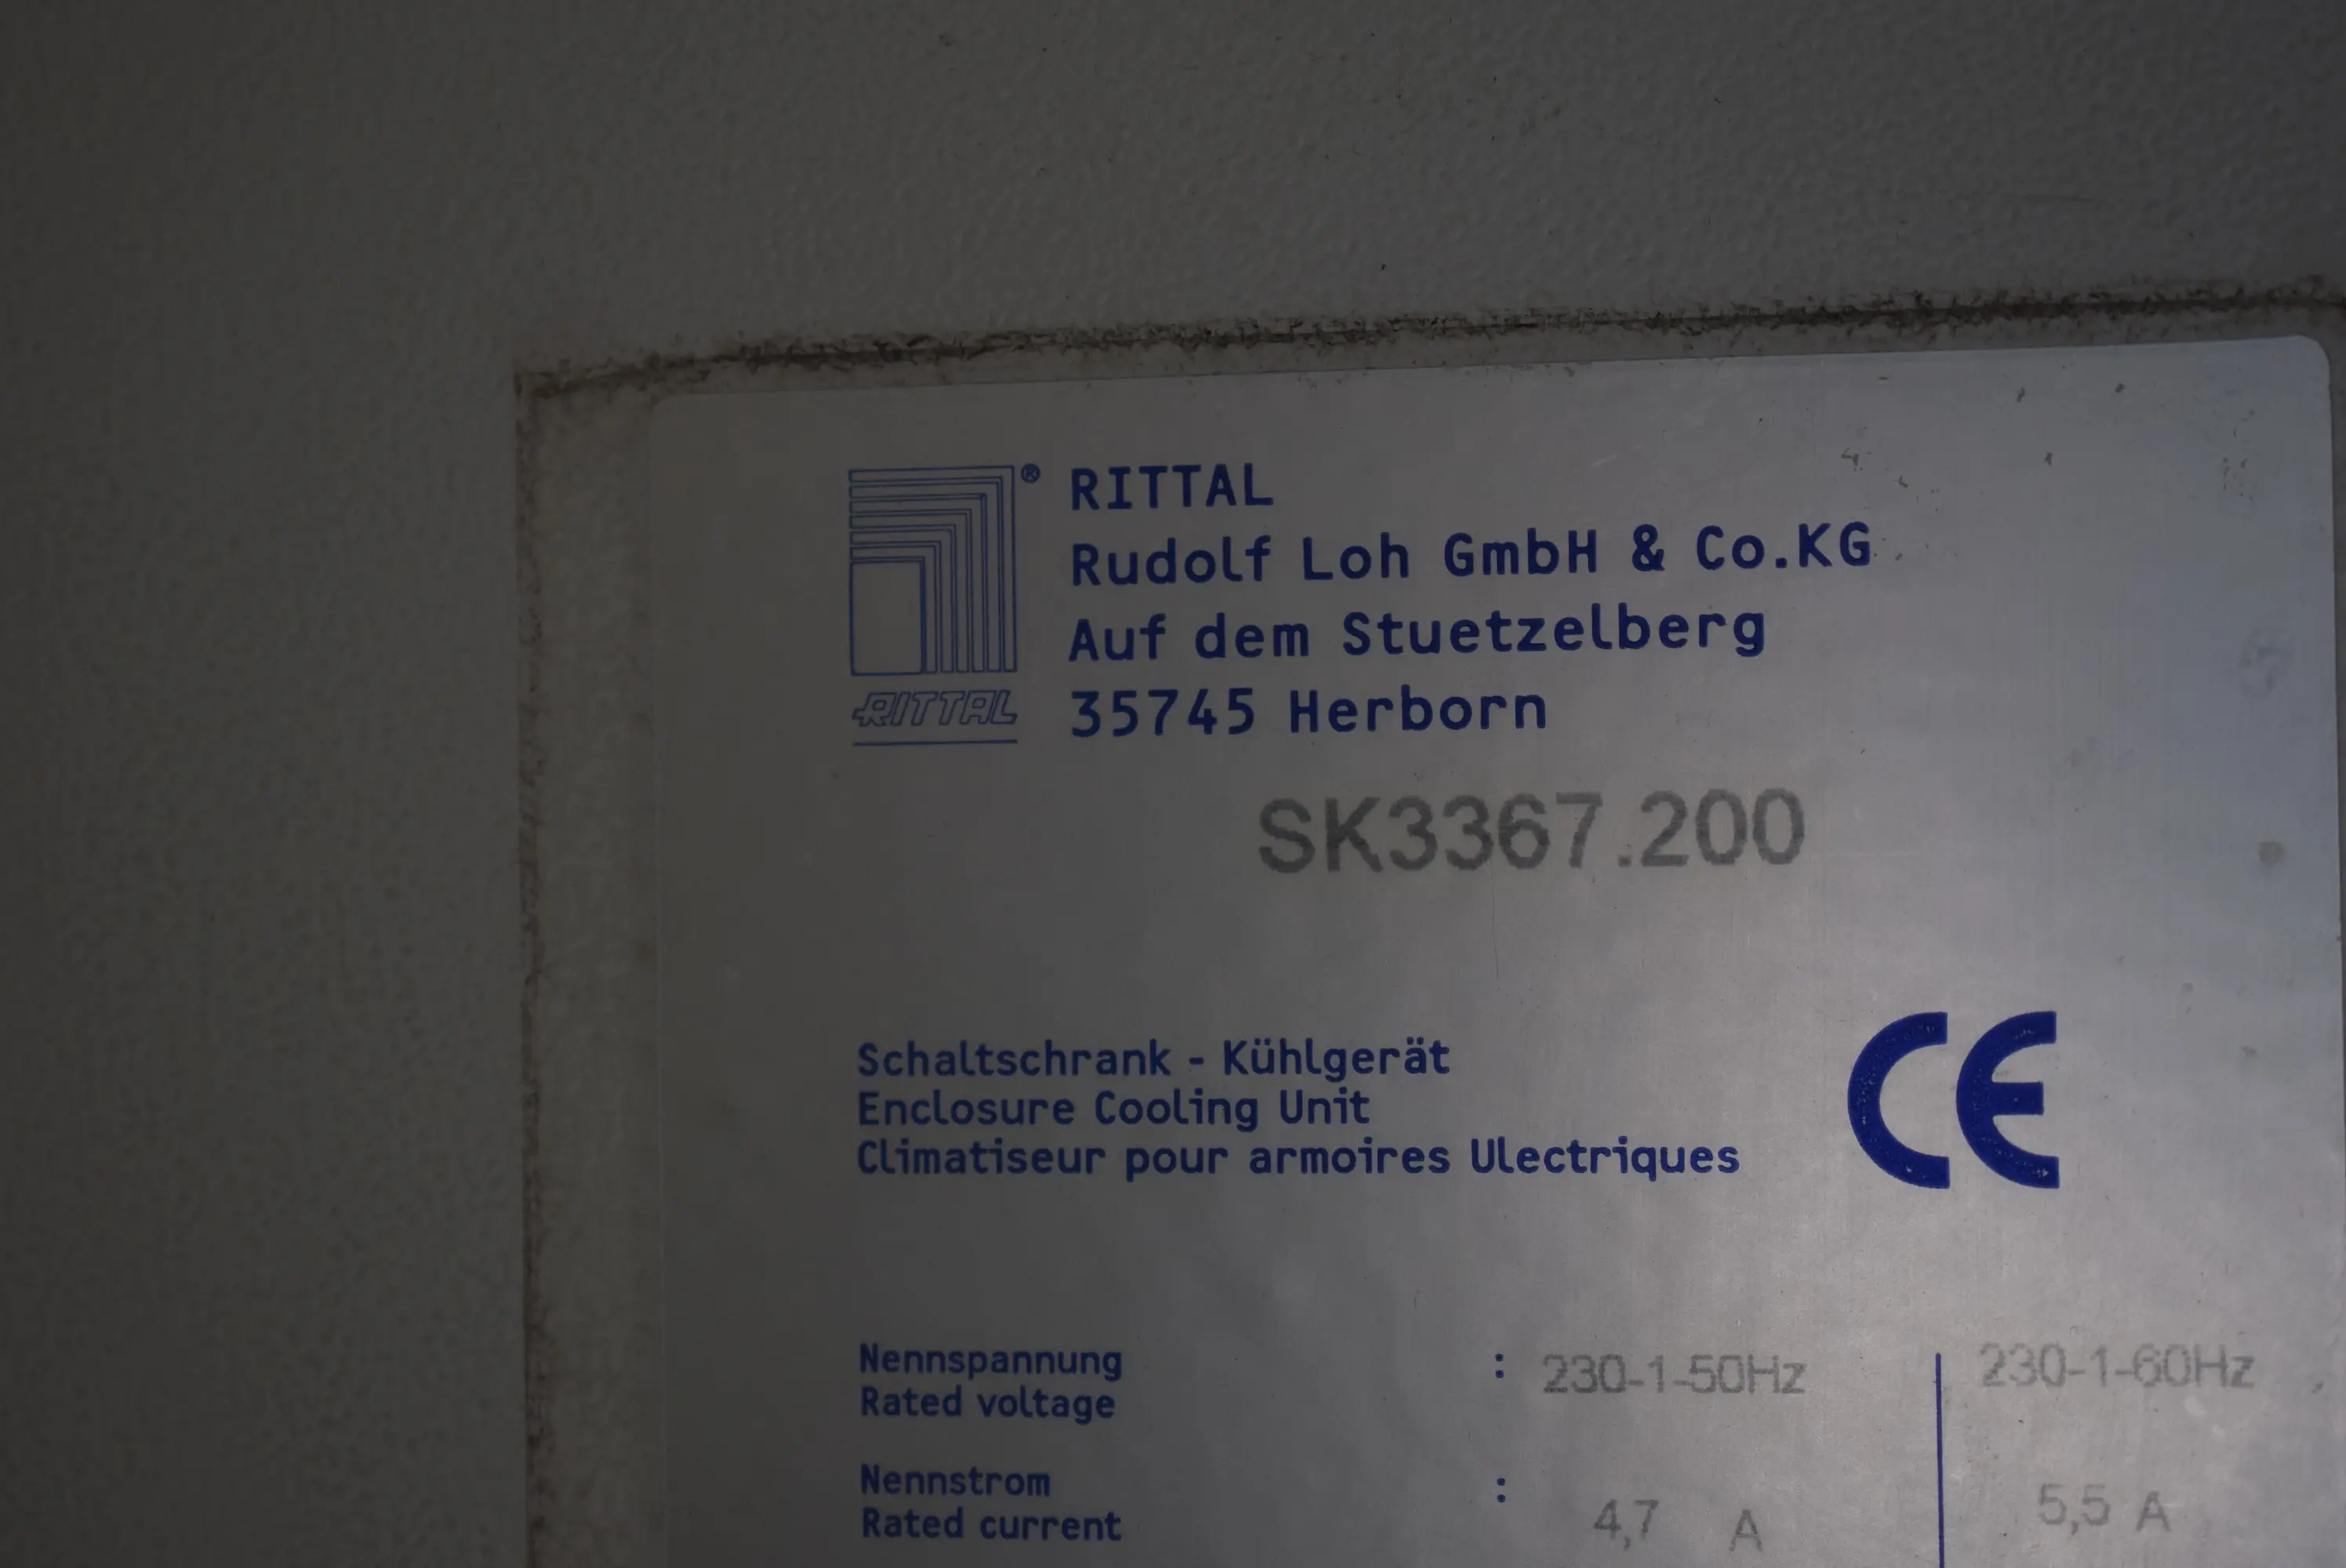 ® RITTAL
Rudolf Loh GmbH & Co.KG
Auf dem Stuetzelberg
35745 Herborn
RITTAL
SK3367.200
Schaltschrank - Kühlgerät
Enclosure Cooling Unit
Climatiseur pour armoires Ulectriques
CE
Nennspannung : 230-1-50Hz 230-1-60Hz
Rated voltage
Nennstrom :
Rated current 4,7 A 5,5 A